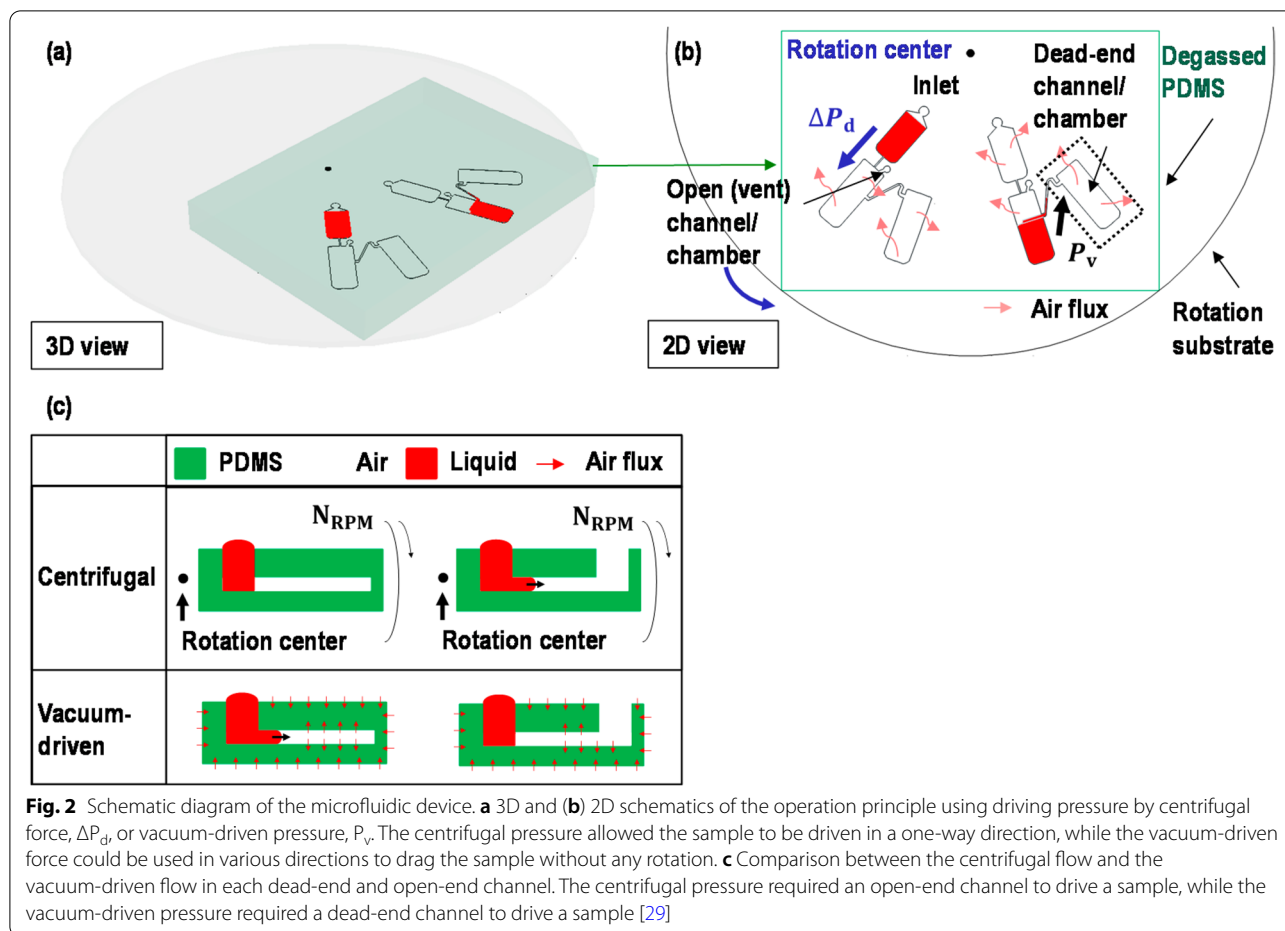 (a)
3D view
(b)
Rotation center
Inlet
Dead-end
channel/
chamber
Degassed
PDMS
ΔP_d
Open (vent)
channel/
chamber
P_v
Air flux
2D view
Rotation
substrate
(c)
PDMS Air Liquid Air flux
Centrifugal
N_RPM
Rotation center
N_RPM
Rotation center
Vacuum-
driven
Fig. 2 Schematic diagram of the microfluidic device. a 3D and (b) 2D schematics of the operation principle using driving pressure by centrifugal
force, ΔP_d, or vacuum-driven pressure, P_v. The centrifugal pressure allowed the sample to be driven in a one-way direction, while the vacuum-driven
force could be used in various directions to drag the sample without any rotation. c Comparison between the centrifugal flow and the
vacuum-driven flow in each dead-end and open-end channel. The centrifugal pressure required an open-end channel to drive a sample, while the
vacuum-driven pressure required a dead-end channel to drive a sample [29]